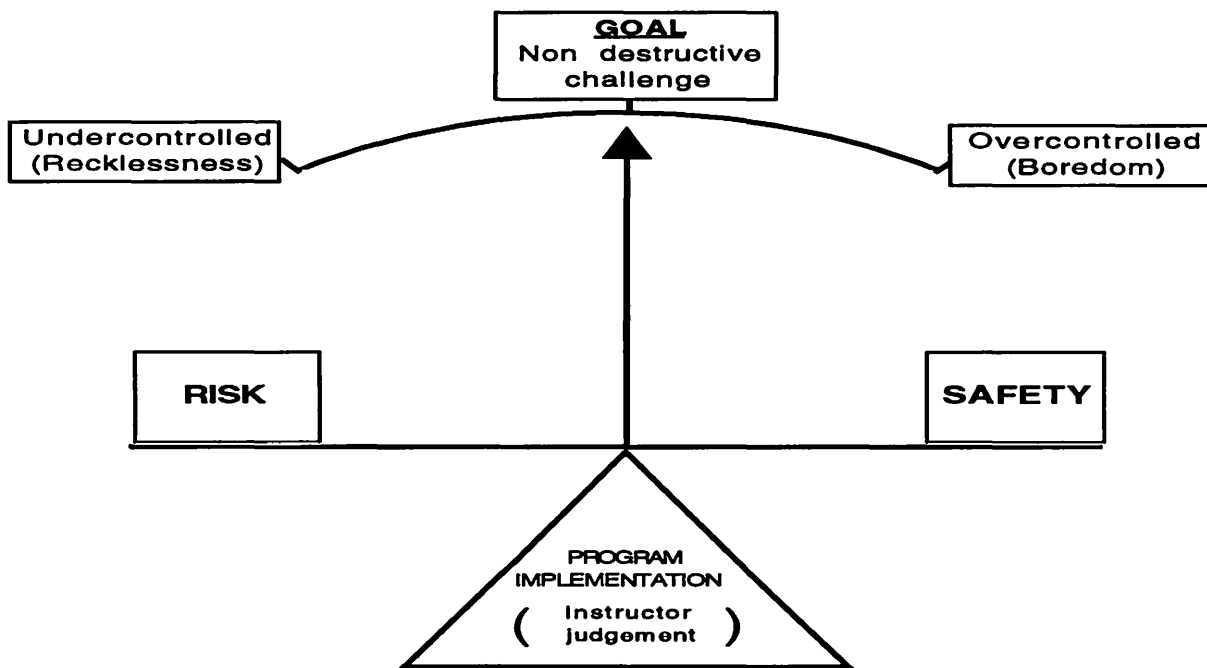 GOAL
Non destructive
challenge
Undercontrolled
(Recklessness)
Overcontrolled
(Boredom)
RISK
SAFETY
PROGRAM
IMPLEMENTATION
( Instructor
judgement )